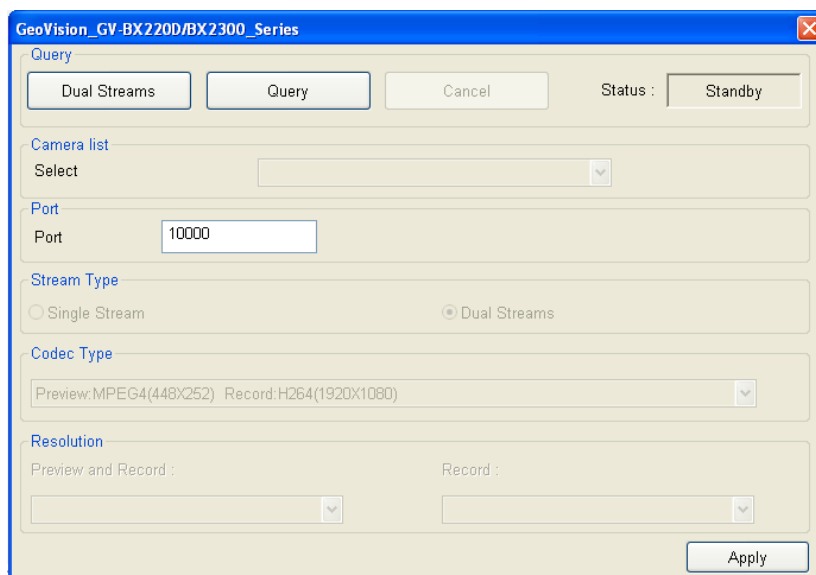 GeoVision_GV-BX220D/BX2300_Series
Query
Dual Streams Query Cancel Status : Standby
Camera list
Select
Port
Port 10000
Stream Type
Single Stream Dual Streams
Codec Type
Preview:MPEG4(448X252) Record:H264(1920X1080)
Resolution
Preview and Record : Record :
Apply